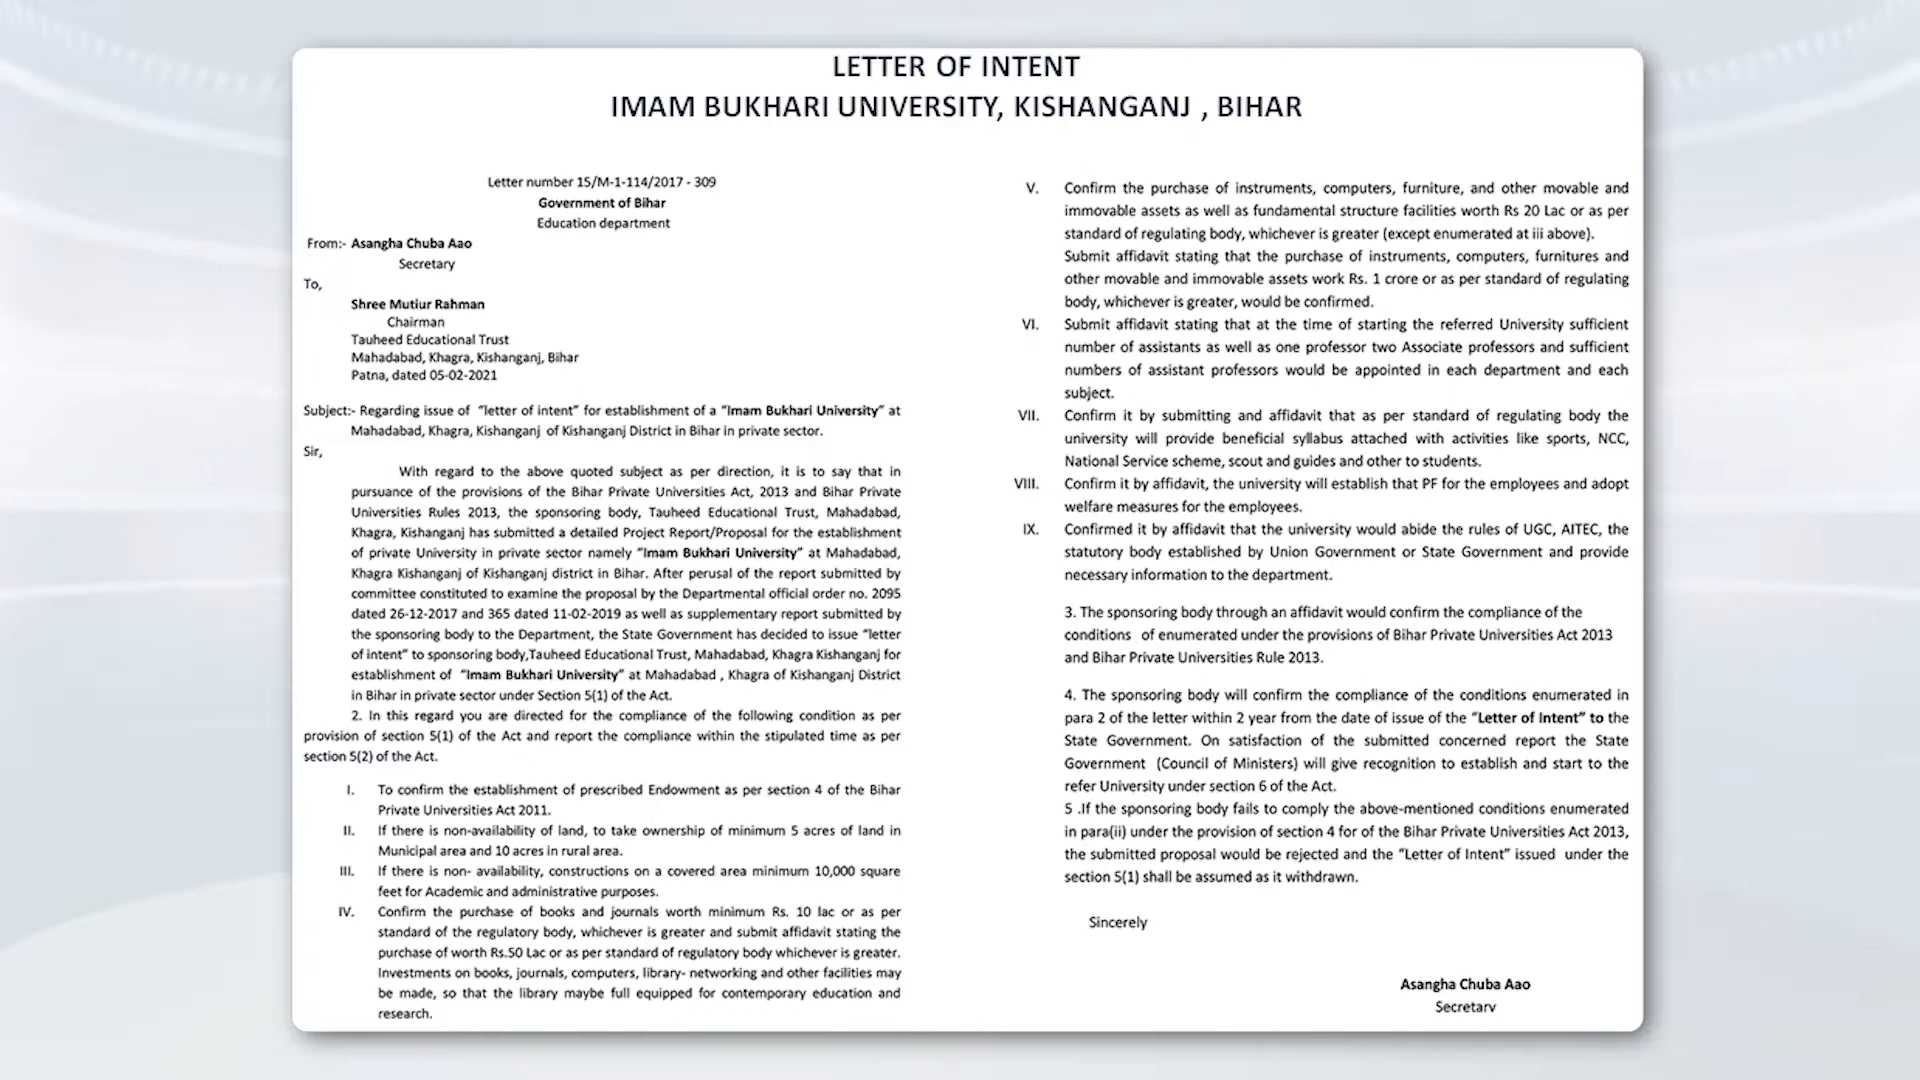 LETTER OF INTENT
IMAM BUKHARI UNIVERSITY, KISHANGANJ , BIHAR
Letter number 15/M-1-114/2017 - 309
Government of Bihar
Education department
From:- Asangha Chuba Aao
Secretary
To,
Shree Mutiur Rahman
Chairman
Tauheed Educational Trust
Mahadabad, Khagra, Kishanganj, Bihar
Patna, dated 05-02-2021
Subject:- Regarding issue of "letter of intent" for establishment of a "Imam Bukhari University" at
Mahadabad, Khagra, Kishanganj of Kishanganj District in Bihar in private sector.
Sir,
With regard to the above quoted subject as per direction, it is to say that in
pursuance of the provisions of the Bihar Private Universities Act, 2013 and Bihar Private
Universities Rules 2013, the sponsoring body, Tauheed Educational Trust, Mahadabad,
Khagra, Kishanganj has submitted a detailed Project Report/Proposal for the establishment
of private University in private sector namely "Imam Bukhari University" at Mahadabad,
Khagra Kishanganj of Kishanganj district in Bihar. After perusal of the report submitted by
committee constituted to examine the proposal by the Departmental official order no. 2095
dated 26-12-2017 and 365 dated 11-02-2019 as well as supplementary report submitted by
the sponsoring body to the Department, the State Government has decided to issue "letter
of intent" to sponsoring body,Tauheed Educational Trust, Mahadabad, Khagra Kishanganj for
establishment of "Imam Bukhari University" at Mahadabad , Khagra of Kishanganj District
in Bihar in private sector under Section 5(1) of the Act.
2. In this regard you are directed for the compliance of the following condition as per
provision of section 5(1) of the Act and report the compliance within the stipulated time as per
section 5(2) of the Act.
I. To confirm the establishment of prescribed Endowment as per section 4 of the Bihar
Private Universities Act 2011.
II. If there is non-availability of land, to take ownership of minimum 5 acres of land in
Municipal area and 10 acres in rural area.
III. If there is non- availability, constructions on a covered area minimum 10,000 square
feet for Academic and administrative purposes.
IV. Confirm the purchase of books and journals worth minimum Rs. 10 lac or as per
standard of the regulatory body, whichever is greater and submit affidavit stating the
purchase of worth Rs.50 Lac or as per standard of regulatory body whichever is greater.
Investments on books, journals, computers, library- networking and other facilities may
be made, so that the library maybe full equipped for contemporary education and
research.
V. Confirm the purchase of instruments, computers, furniture, and other movable and
immovable assets as well as fundamental structure facilities worth Rs 20 Lac or as per
standard of regulating body, whichever is greater (except enumerated at iii above).
Submit affidavit stating that the purchase of instruments, computers, furnitures and
other movable and immovable assets work Rs. 1 crore or as per standard of regulating
body, whichever is greater, would be confirmed.
VI. Submit affidavit stating that at the time of starting the referred University sufficient
number of assistants as well as one professor two Associate professors and sufficient
numbers of assistant professors would be appointed in each department and each
subject.
VII. Confirm it by submitting and affidavit that as per standard of regulating body the
university will provide beneficial syllabus attached with activities like sports, NCC,
National Service scheme, scout and guides and other to students.
VIII. Confirm it by affidavit, the university will establish that PF for the employees and adopt
welfare measures for the employees.
IX. Confirmed it by affidavit that the university would abide the rules of UGC, AITEC, the
statutory body established by Union Government or State Government and provide
necessary information to the department.
3. The sponsoring body through an affidavit would confirm the compliance of the
conditions of enumerated under the provisions of Bihar Private Universities Act 2013
and Bihar Private Universities Rule 2013.
4. The sponsoring body will confirm the compliance of the conditions enumerated in
para 2 of the letter within 2 year from the date of issue of the "Letter of Intent" to the
State Government. On satisfaction of the submitted concerned report the State
Government (Council of Ministers) will give recognition to establish and start to the
refer University under section 6 of the Act.
5 .If the sponsoring body fails to comply the above-mentioned conditions enumerated
in para(ii) under the provision of section 4 for of the Bihar Private Universities Act 2013,
the submitted proposal would be rejected and the "Letter of Intent" issued under the
section 5(1) shall be assumed as it withdrawn.
Sincerely
Asangha Chuba Aao
Secretary